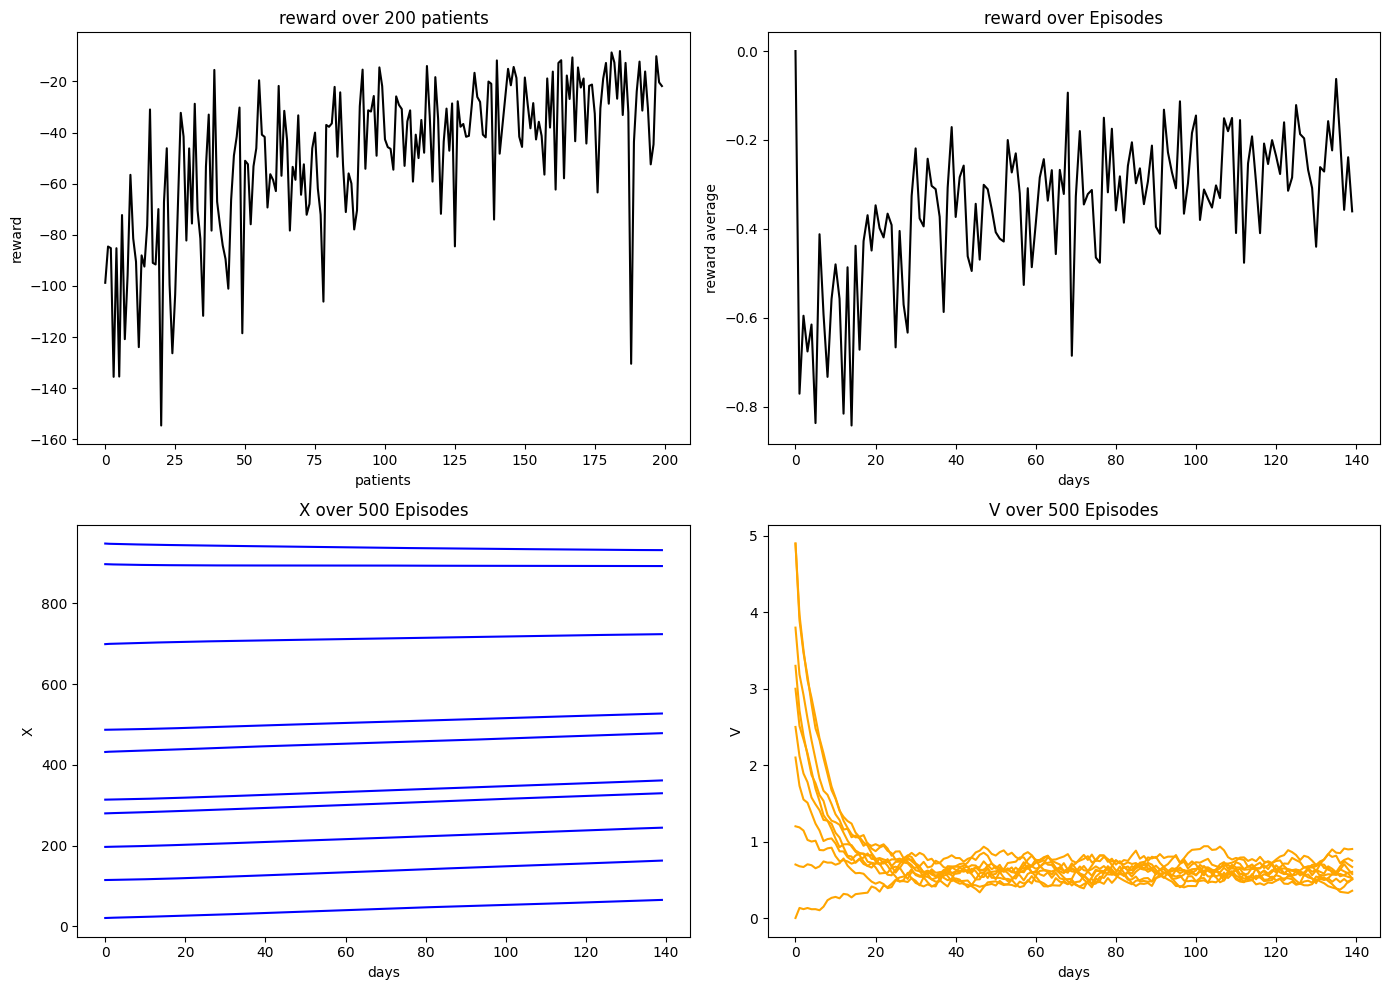 reward over 200 patients
reward
−20
−40
−60
−80
−100
−120
−140
−160
0 25 50 75 100 125 150 175 200
patients
reward over Episodes
reward average
0.0
−0.2
−0.4
−0.6
−0.8
0 20 40 60 80 100 120 140
days
X over 500 Episodes
X
800
600
400
200
0
0 20 40 60 80 100 120 140
days
V over 500 Episodes
V
5
4
3
2
1
0
0 20 40 60 80 100 120 140
days